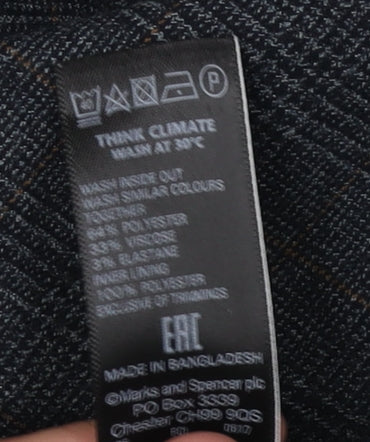 40 P
THINK CLIMATE
WASH AT 30°C
WASH INSIDE OUT
WASH SIMILAR COLOURS
TOGETHER
64% POLYESTER
33% VISCOSE
3% ELASTANE
INNER LINING
100% POLYESTER
EXCLUSIVE OF TRIMMINGS
EAC
MADE IN BANGLADESH
©Marks and Spencer plc
PO Box 3339
Chester CH99 9QS